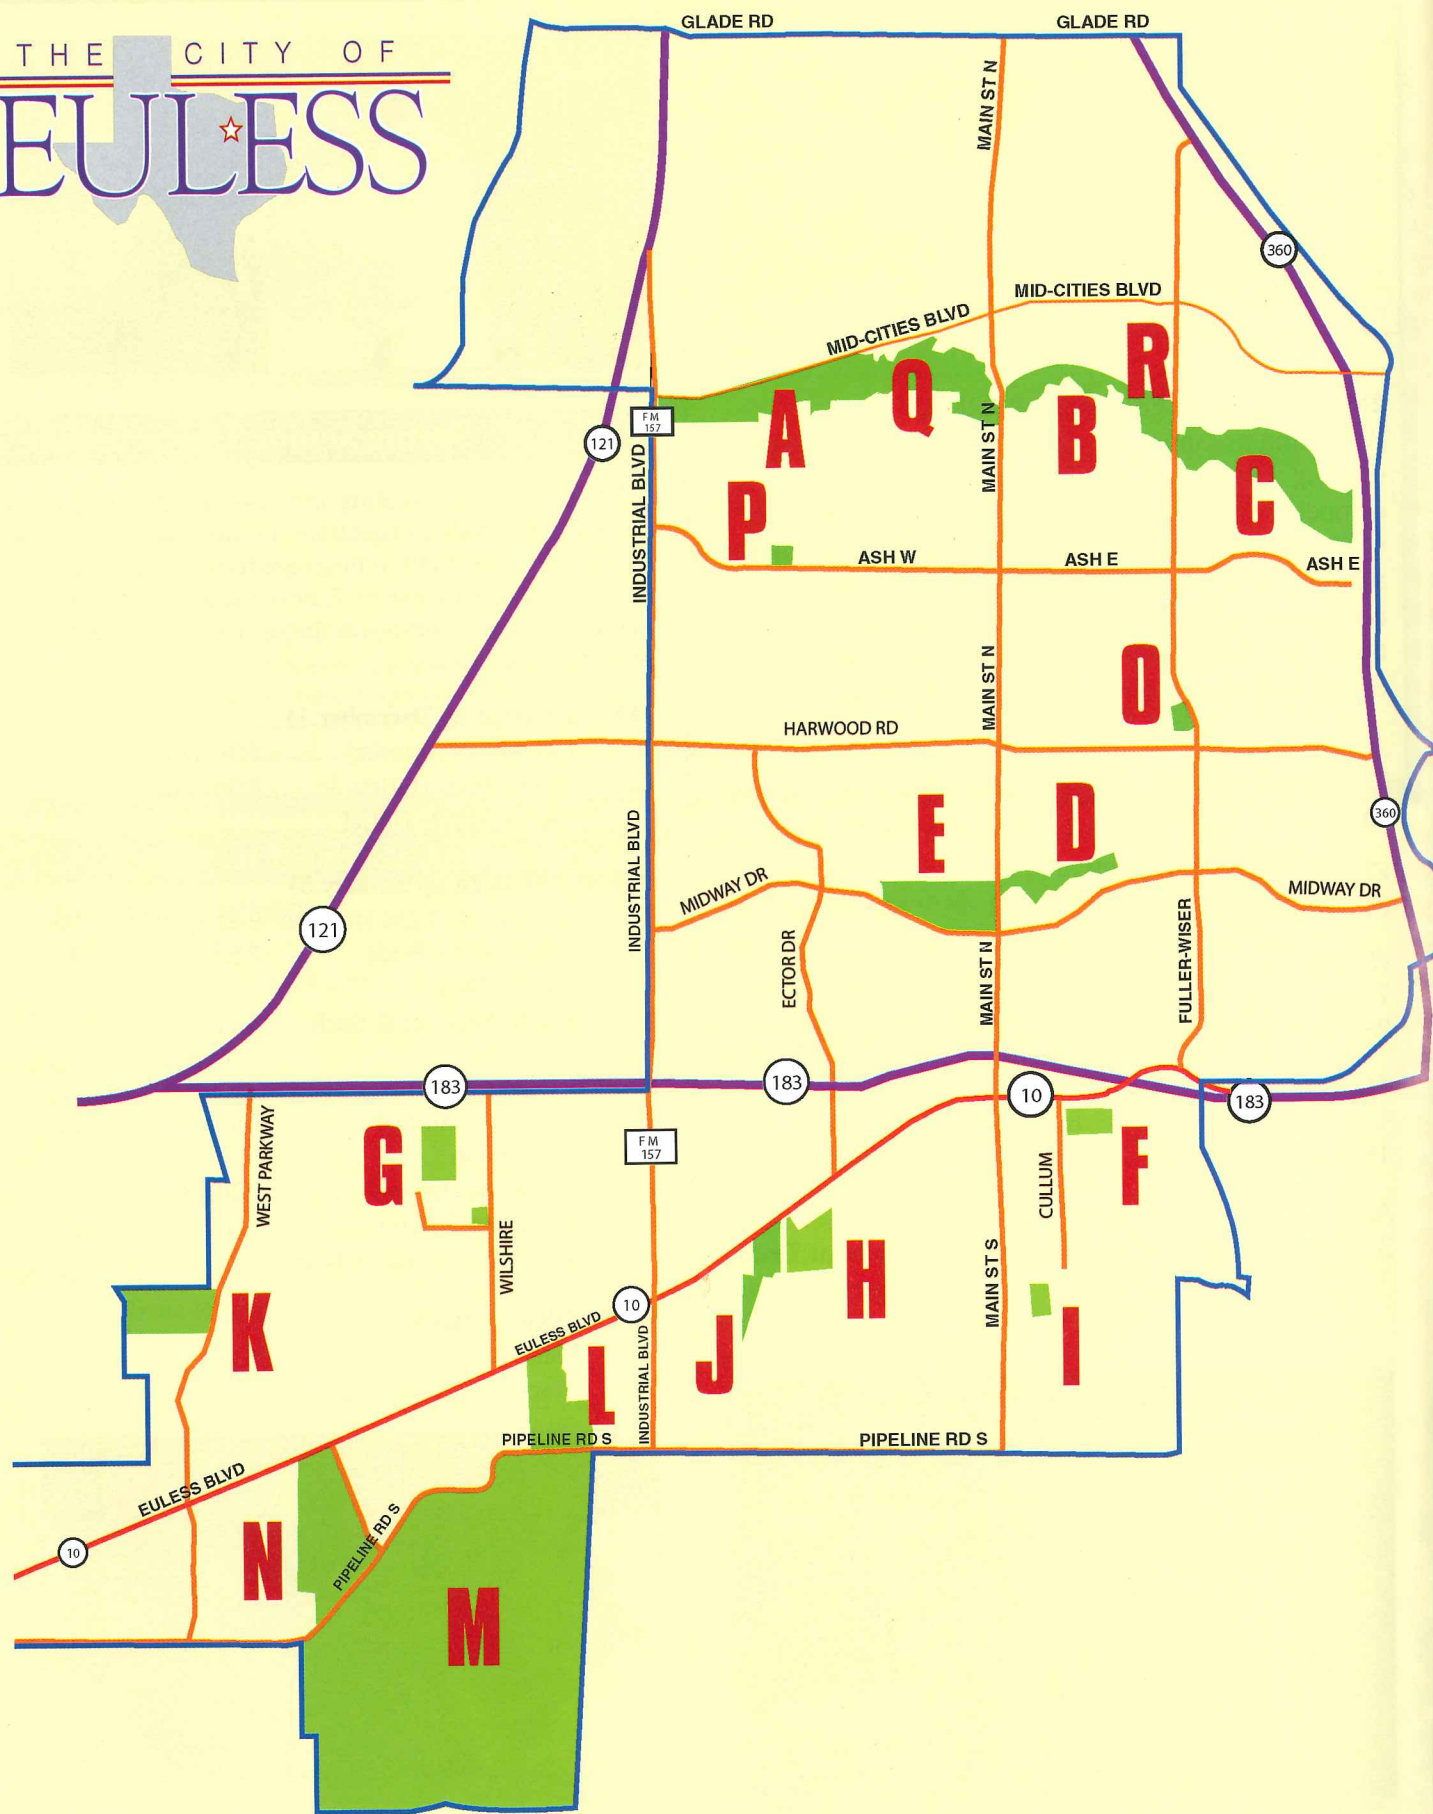 GLADE RD
GLADE RD
THE CITY OF
EULESS
MAIN ST N
360
MID-CITIES BLVD
MID-CITIES BLVD
R
Q
A
B
FM
157
121
MAIN ST N
INDUSTRIAL BLVD
P
C
ASH W
ASH E
ASH E
O
MAIN ST N
HARWOOD RD
E
D
360
INDUSTRIAL BLVD
MIDWAY DR
MIDWAY DR
121
ECTOR DR
MAIN ST N
FULLER-WISER
183
183
10
183
WEST PARKWAY
G
FM
157
CULLUM
F
WILSHIRE
MAIN ST S
H
K
10
EULESS BLVD
INDUSTRIAL BLVD
J
I
L
PIPELINE RD S
PIPELINE RD S
EULESS BLVD
10
N
PIPELINE RD S
M